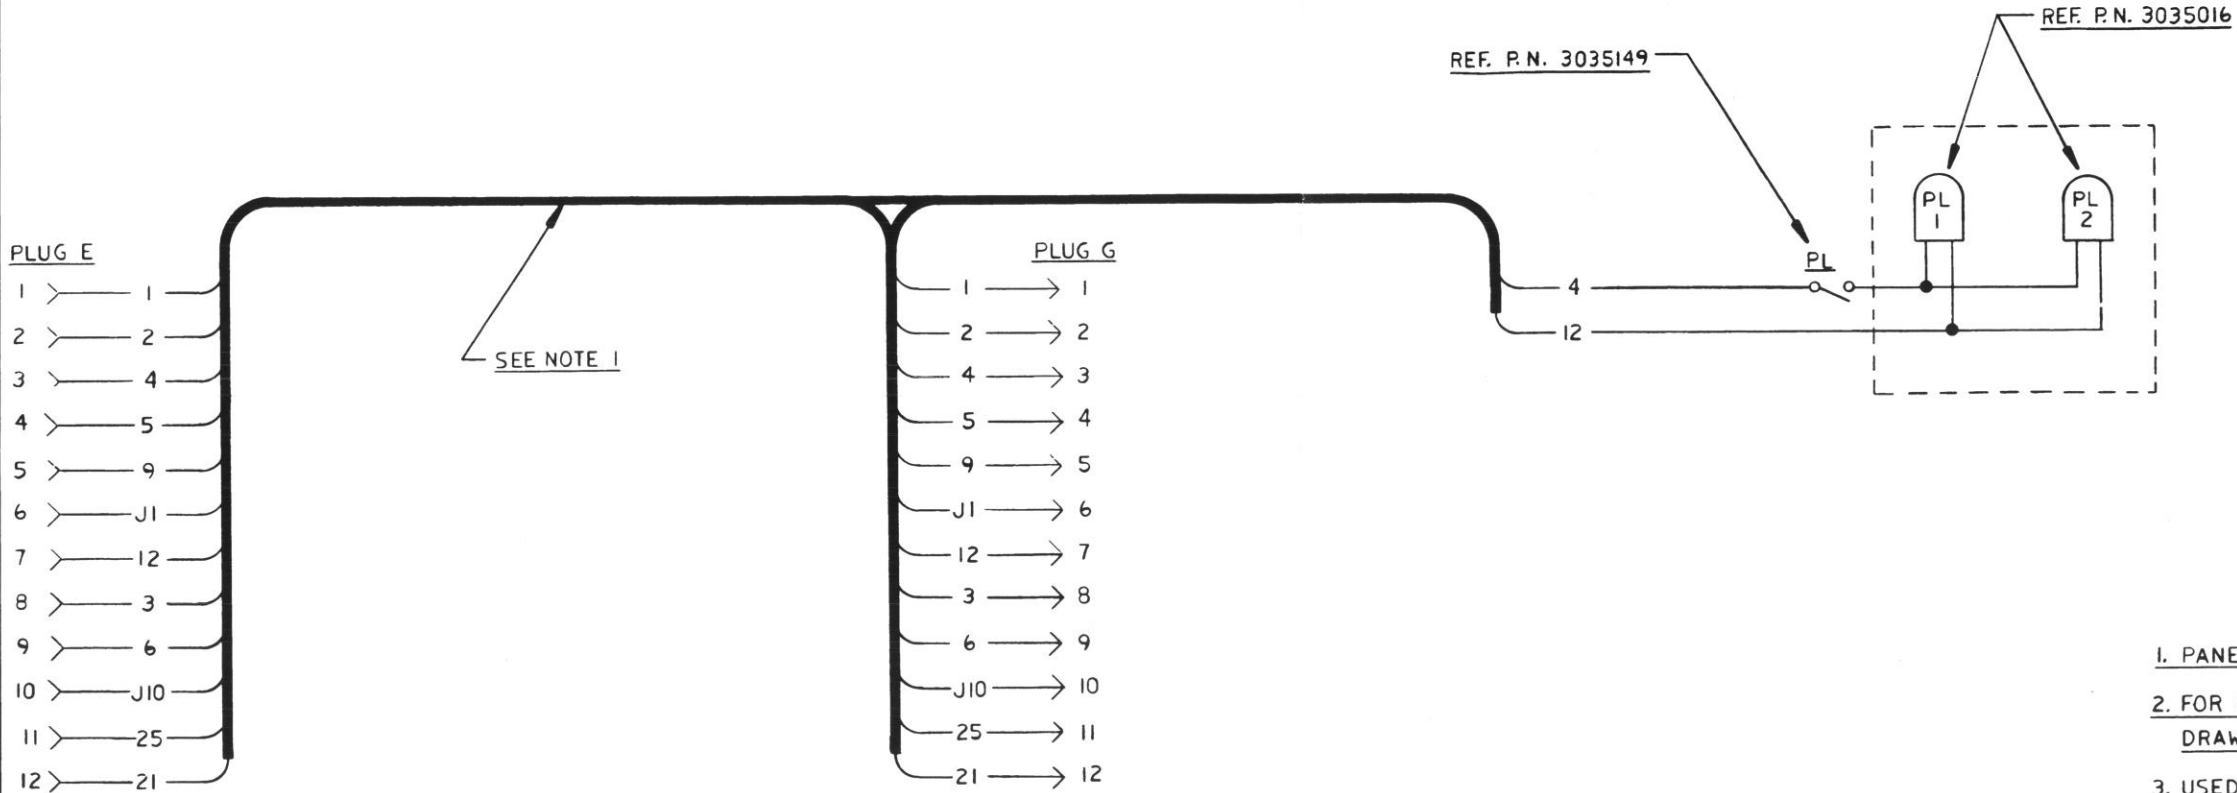 REF. P.N. 3035016
REF. P.N. 3035149
PL
1
PL
2
PL
4
12
SEE NOTE 1
PLUG E
1 1
2 2
3 4
4 5
5 9
6 J1
7 12
8 3
9 6
10 J10
11 25
12 21
PLUG G
1 1
2 2
4 3
5 4
9 5
J1 6
12 7
3 8
6 9
J10 10
25 11
21 12
1. PANE
2. FOR
DRAW
3. USED